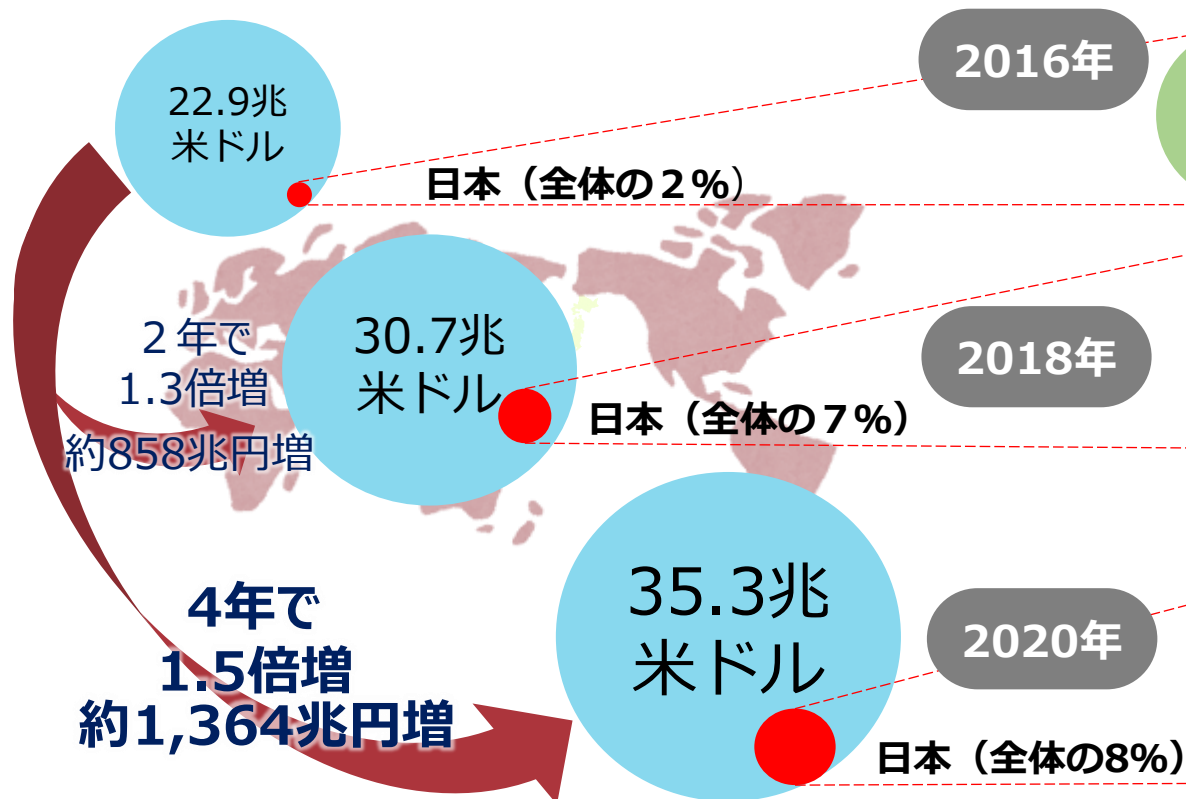 22.9兆
米ドル
2016年
日本（全体の２%）
２年で
1.3倍増
約858兆円増
30.7兆
米ドル
2018年
日本（全体の７%）
4年で
1.5倍増
約1,364兆円増
35.3兆
米ドル
2020年
日本（全体の8%）